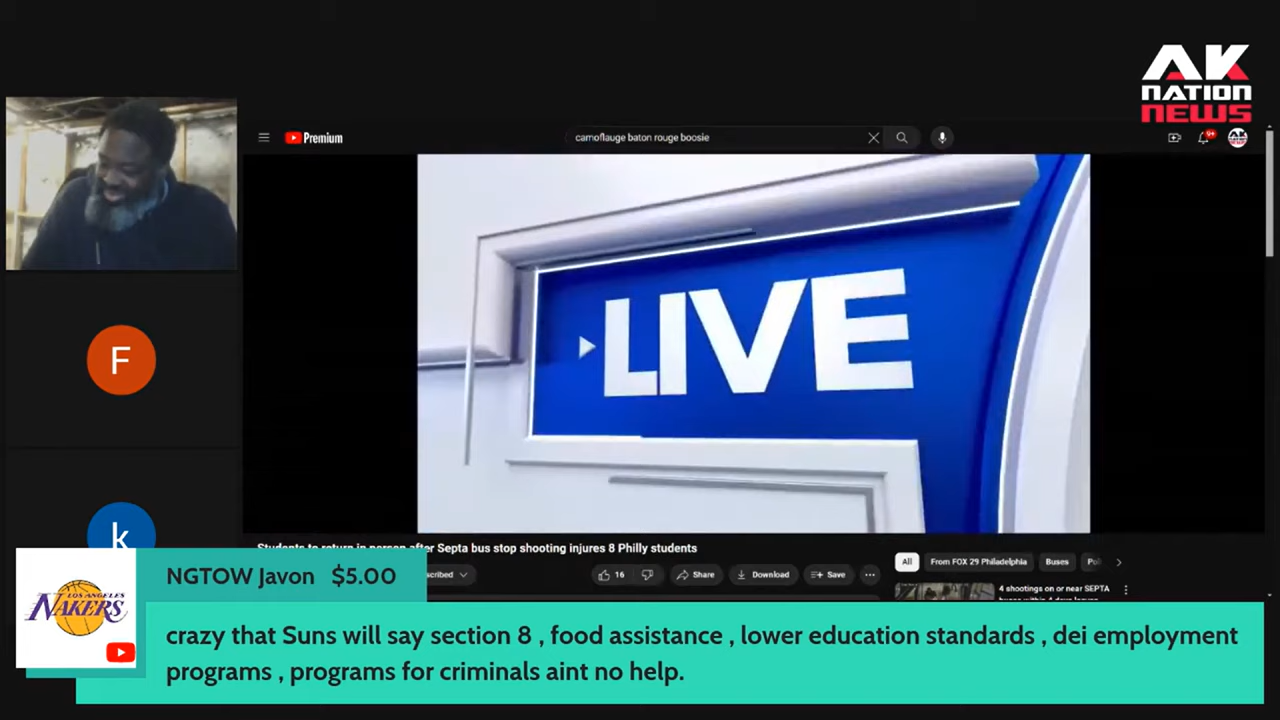 AK
NATION
NEWS
Premium
camoflauge baton rouge boosie
9+
LIVE
F
k
Students to return in person after Septa bus stop shooting injures 8 Philly students
16
Share
Download
Save
All
From FOX 29 Philadelphia
Buses
4 shootings on or near SEPTA
LOS ANGELES
NAKERS
NGTOW Javon $5.00
crazy that Suns will say section 8 , food assistance , lower education standards , dei employment
programs , programs for criminals aint no help.